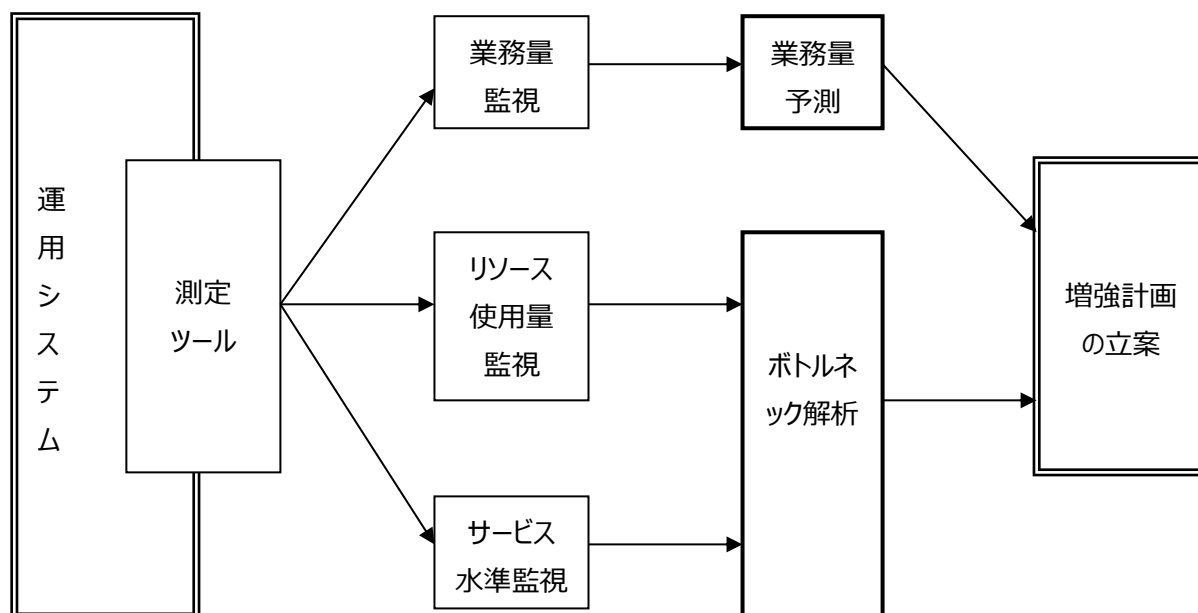 運用システム
測定
ツール
業務量
監視
リソース
使用量
監視
サービス
水準監視
業務量
予測
ボトルネ
ック解析
増強計画
の立案